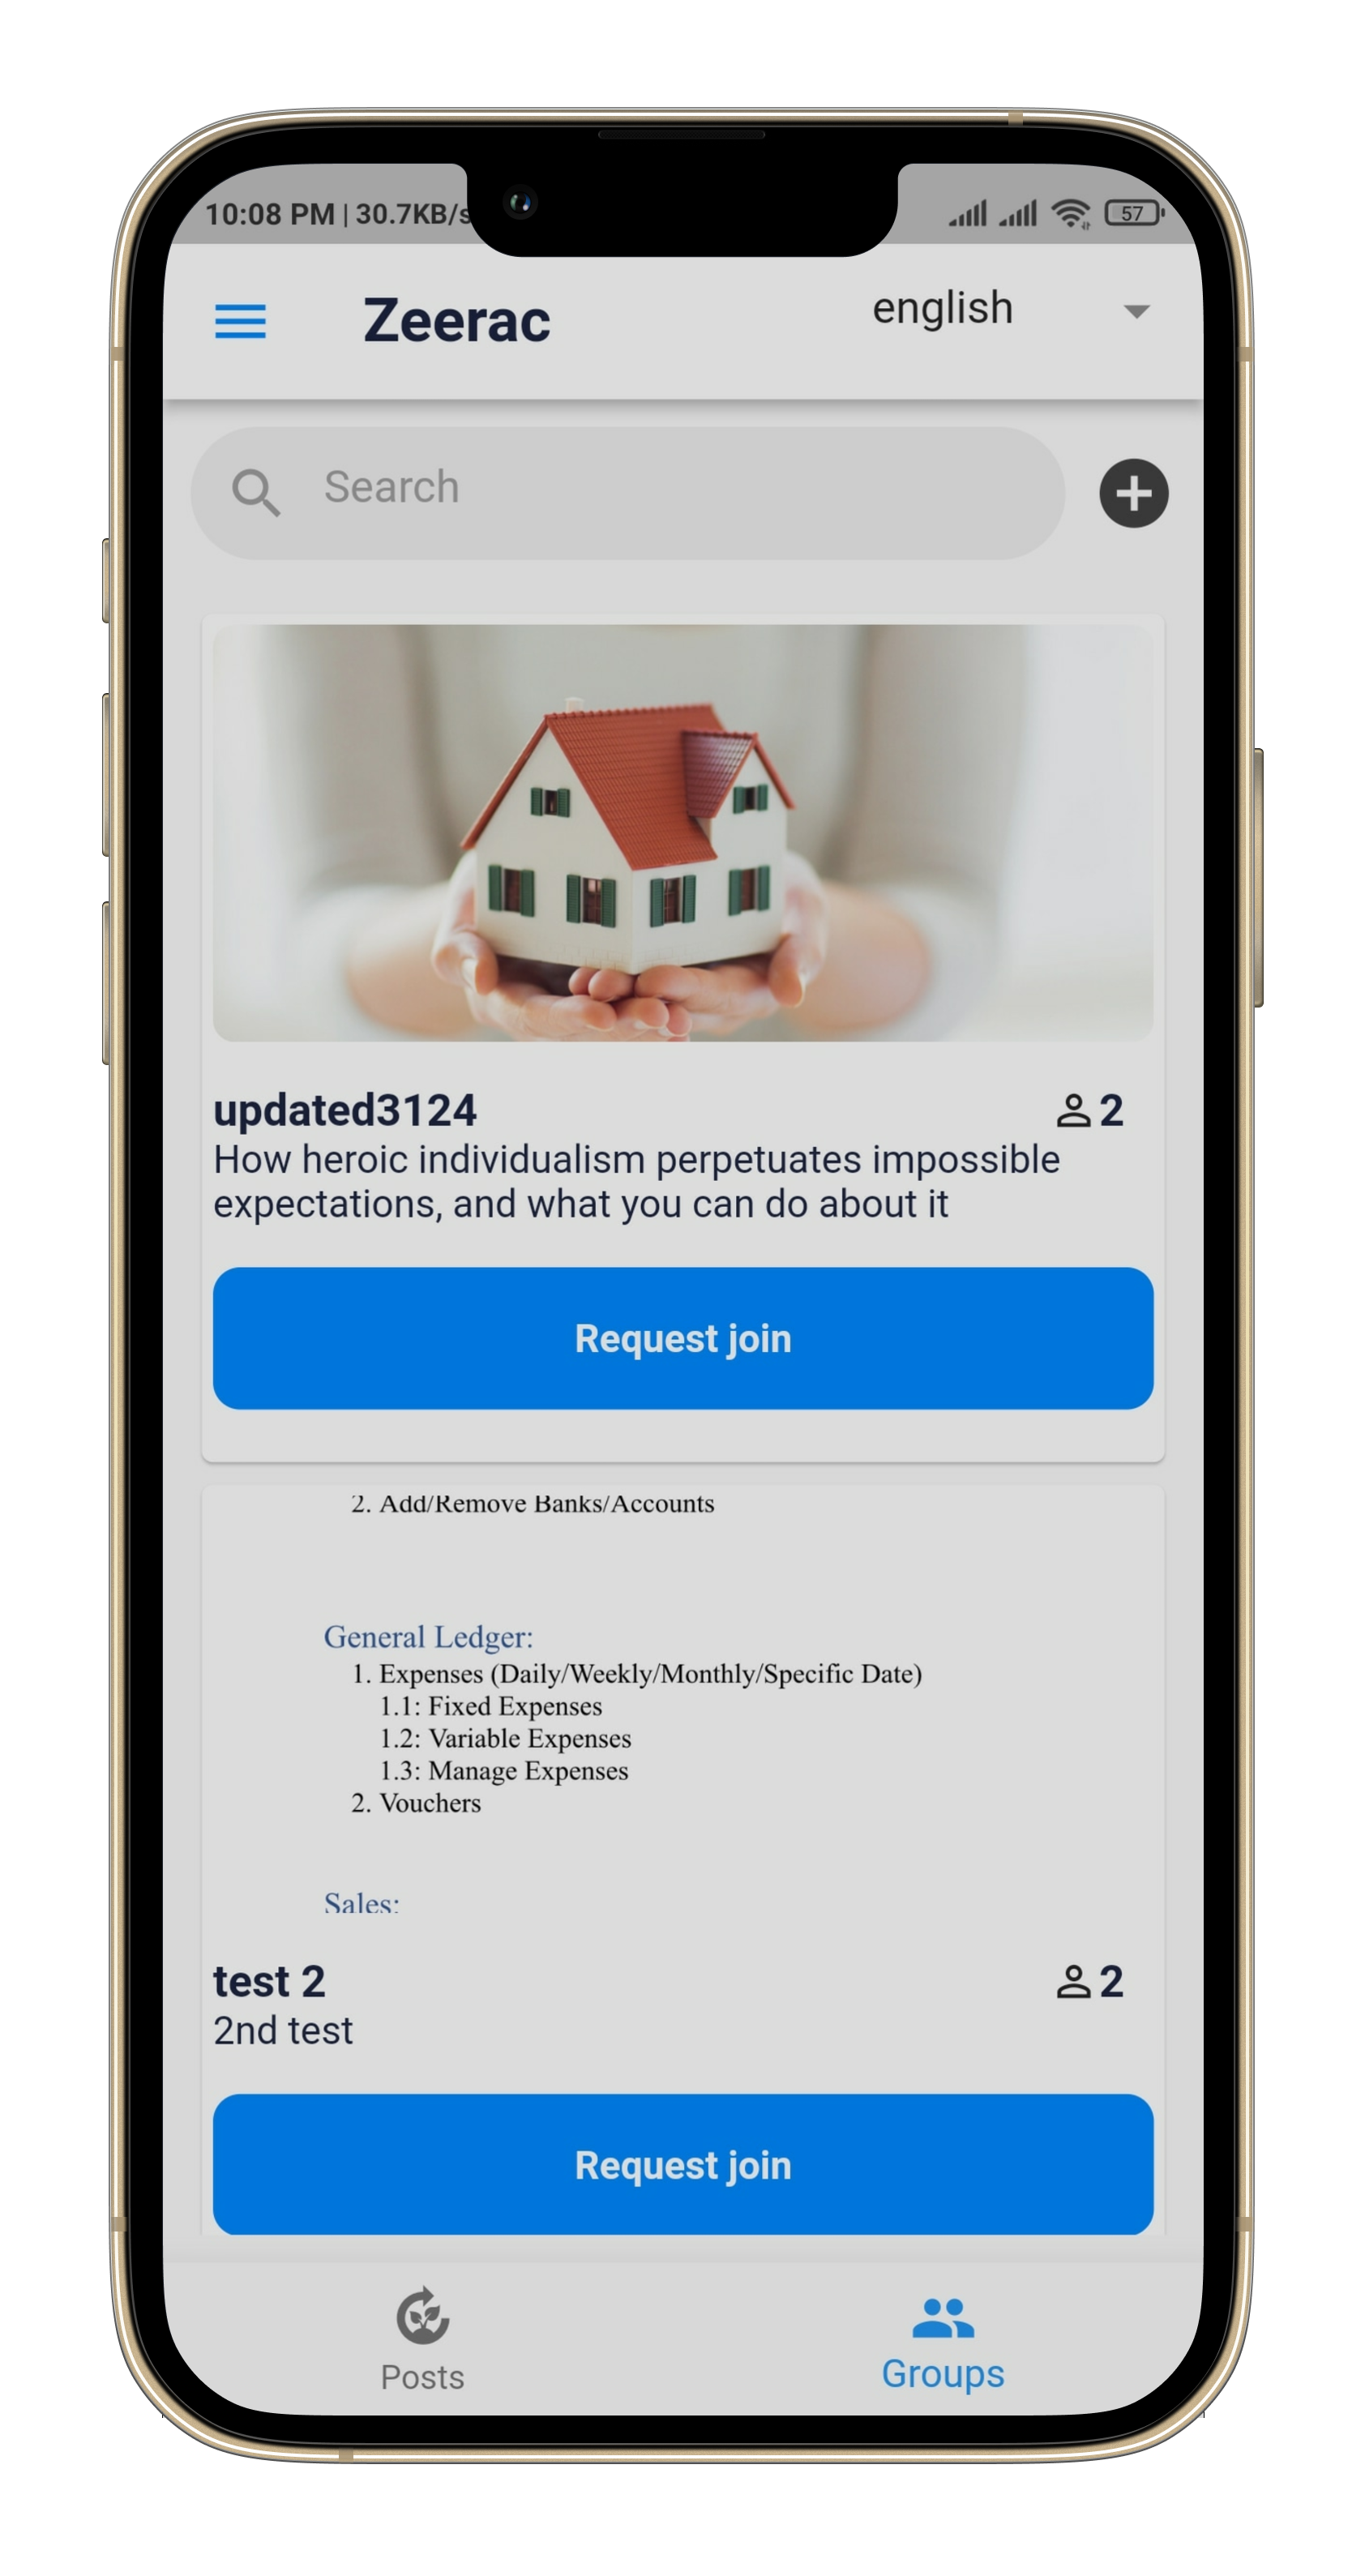 10:08 PM | 30.7KB/s
57
Zeerac
english
Search
updated3124
2
How heroic individualism perpetuates impossible
expectations, and what you can do about it
Request join
2. Add/Remove Banks/Accounts
General Ledger:
1. Expenses (Daily/Weekly/Monthly/Specific Date)
1.1: Fixed Expenses
1.2: Variable Expenses
1.3: Manage Expenses
2. Vouchers
Sales:
test 2
2
2nd test
Request join
Posts
Groups